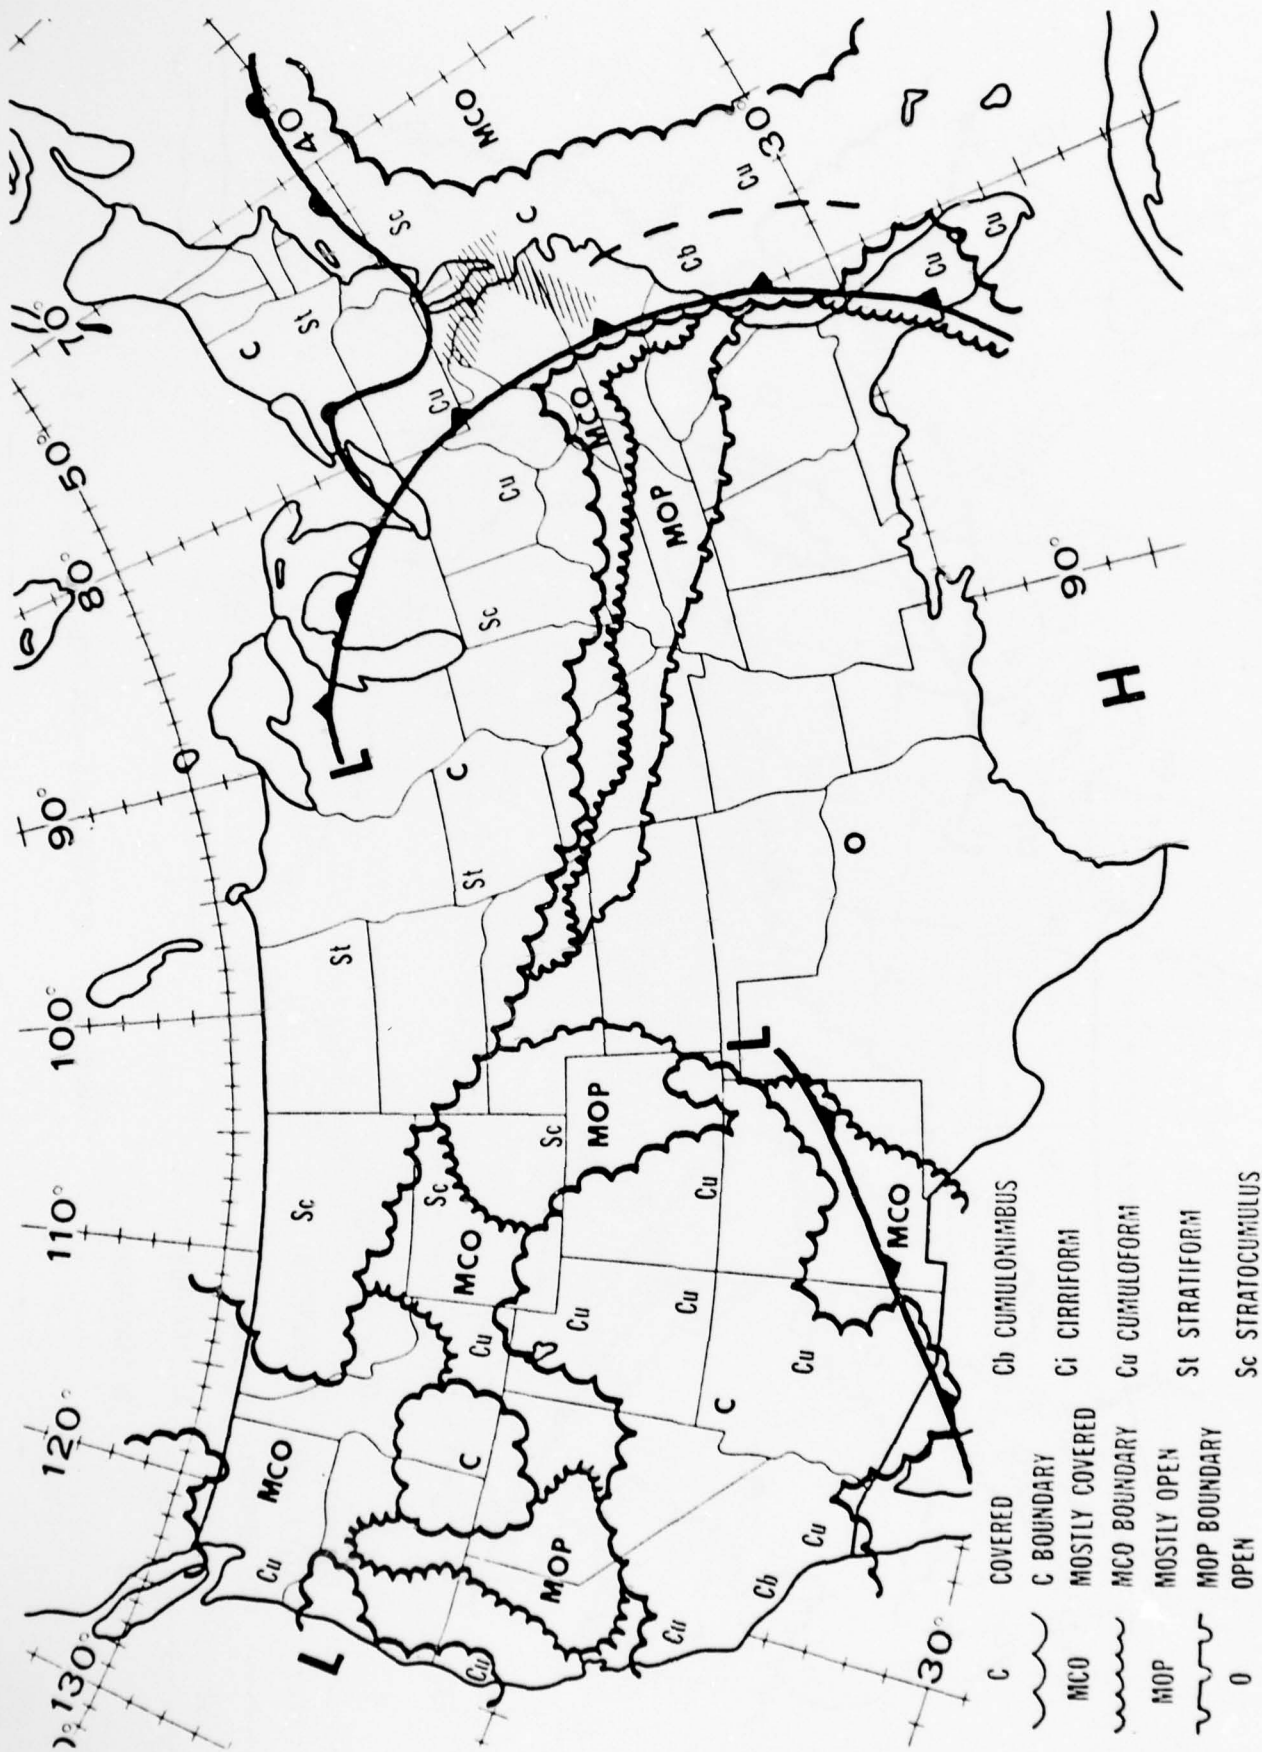 130°
120°
110°
100°
90°
80°
50°
70°
C
Cu
MCO
Sc
St
St
40°
L
L
Sc
Sc
Cu
C
MCO
C
St
Cu
Cu
MCO
Sc
Cu
C
Sc
MOP
Cu
MCO
MOP
Cu
MOP
Cu
Cb
Cu
C
Cu
L
Cb
30°
Cu
Cu
O
MCO
Cu
30°
Cu
90°
H
C COVERED
C BOUNDARY
MCO MOSTLY COVERED
MCO BOUNDARY
MOP MOSTLY OPEN
MOP BOUNDARY
O OPEN
Cb CUMULONIMBUS
Ci CIRRIFORM
Cu CUMULOFORM
St STRATIFORM
Sc STRATOCUMULUS